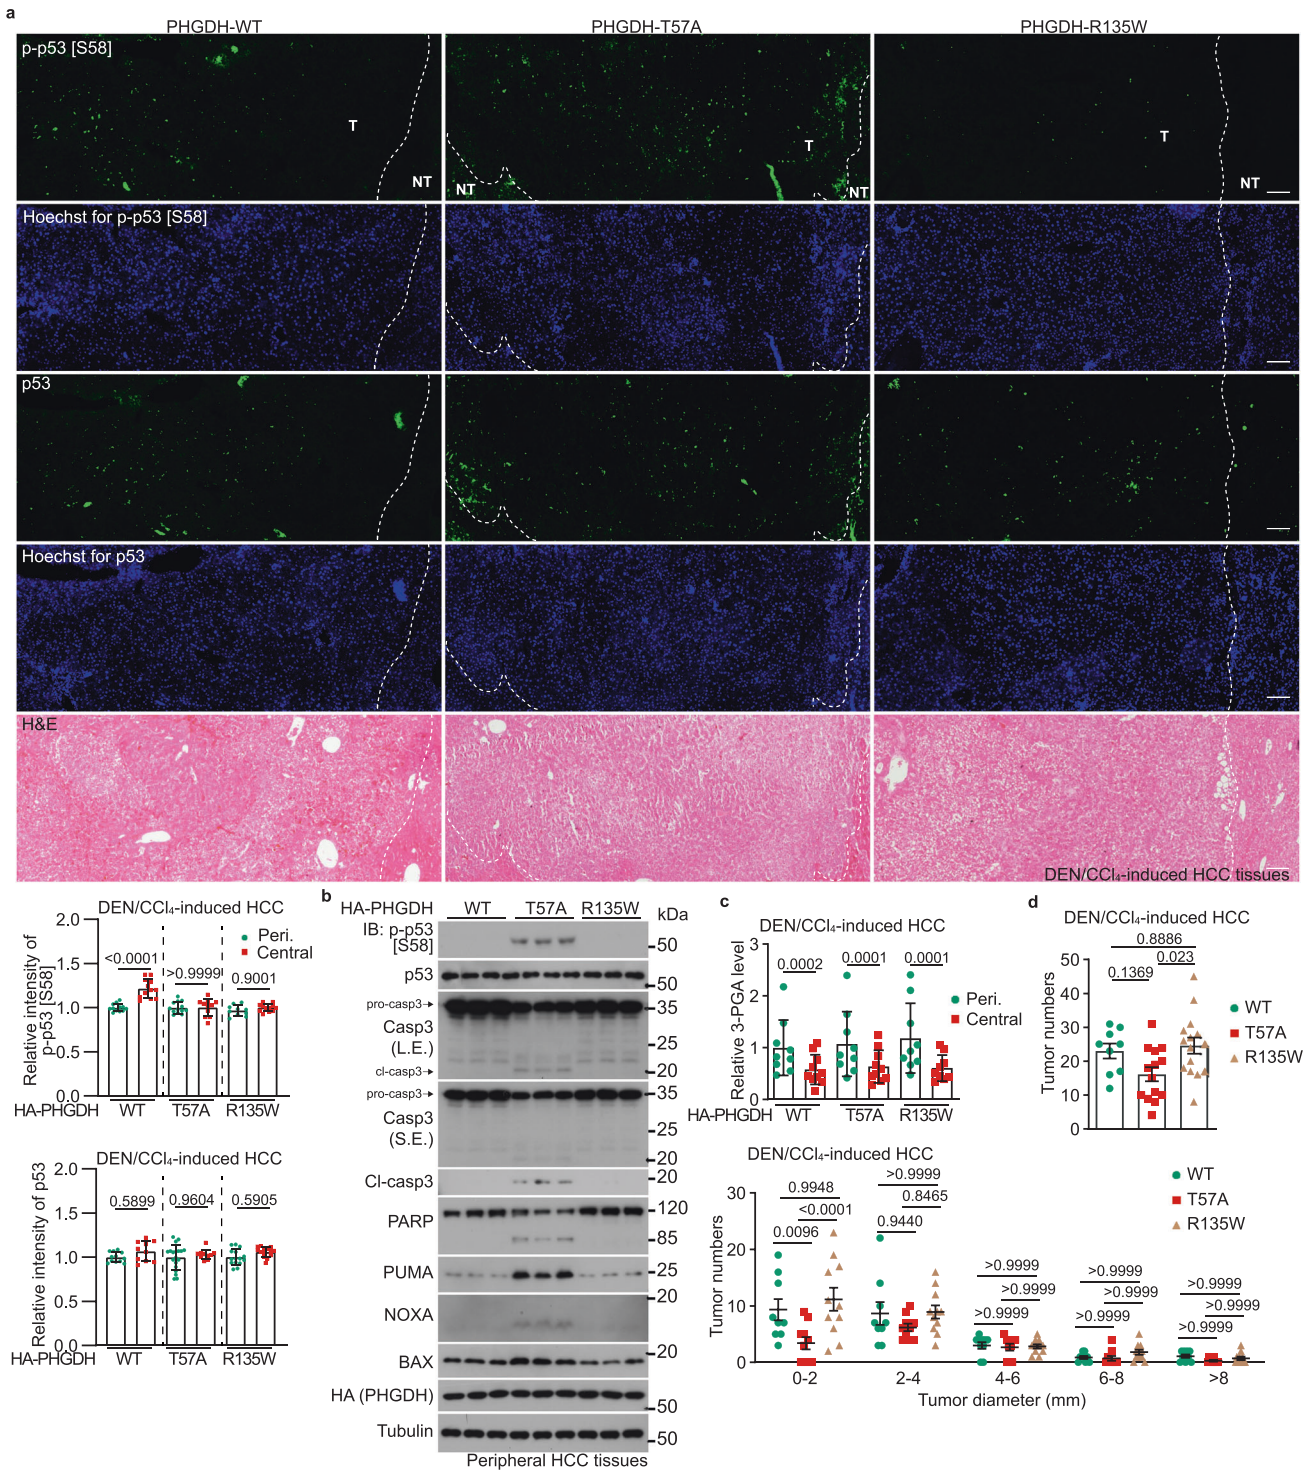 a
PHGDH-WT PHGDH-T57A PHGDH-R135W
p-p53 [S58]
T
NT
NT
T
NT
T
NT
Hoechst for p-p53 [S58]
p53
Hoechst for p53
H&E
DEN/CCl₄-induced HCC tissues
DEN/CCl₄-induced HCC
Relative intensity of
p-p53 [S58]
2.0
1.5
1.0
0.5
0.0
<0.0001
>0.9999
0.9001
Peri.
Central
HA-PHGDH WT T57A R135W
DEN/CCl₄-induced HCC
Relative intensity of p53
2.0
1.5
1.0
0.5
0.0
0.5899
0.9604
0.5905
HA-PHGDH WT T57A R135W
b
HA-PHGDH WT T57A R135W kDa
IB: p-p53
[S58]
50
p53
50
pro-casp3
35
Casp3
(L.E.)
25
cl-casp3
20
pro-casp3
35
Casp3
(S.E.)
25
20
Cl-casp3
20
PARP
120
85
PUMA
25
20
NOXA
BAX
20
HA (PHGDH)
50
Tubulin
50
Peripheral HCC tissues
c
DEN/CCl₄-induced HCC
Relative 3-PGA level
3
2
1
0
0.0002
0.0001
0.0001
Peri.
Central
HA-PHGDH WT T57A R135W
d
DEN/CCl₄-induced HCC
Tumor numbers
50
40
30
20
10
0
0.8886
0.023
0.1369
WT
T57A
R135W
DEN/CCl₄-induced HCC
Tumor numbers
30
20
10
0
0.9948
<0.0001
0.0096
>0.9999
0.8465
0.9440
>0.9999
>0.9999
>0.9999
>0.9999
>0.9999
>0.9999
>0.9999
>0.9999
>0.9999
WT
T57A
R135W
0-2 2-4 4-6 6-8 >8
Tumor diameter (mm)